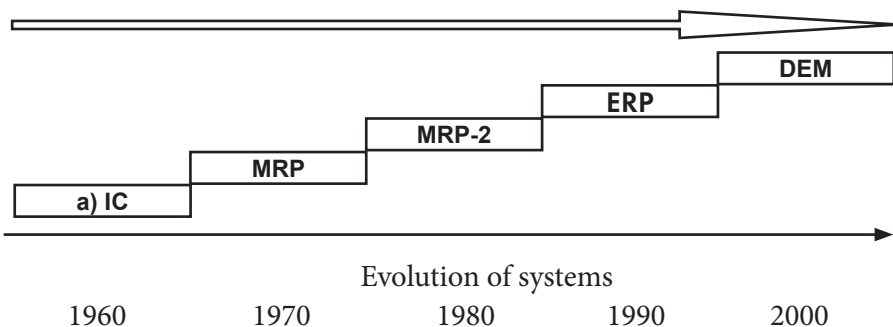 DEM
ERP
MRP-2
MRP
a) IC
Evolution of systems
1960 1970 1980 1990 2000